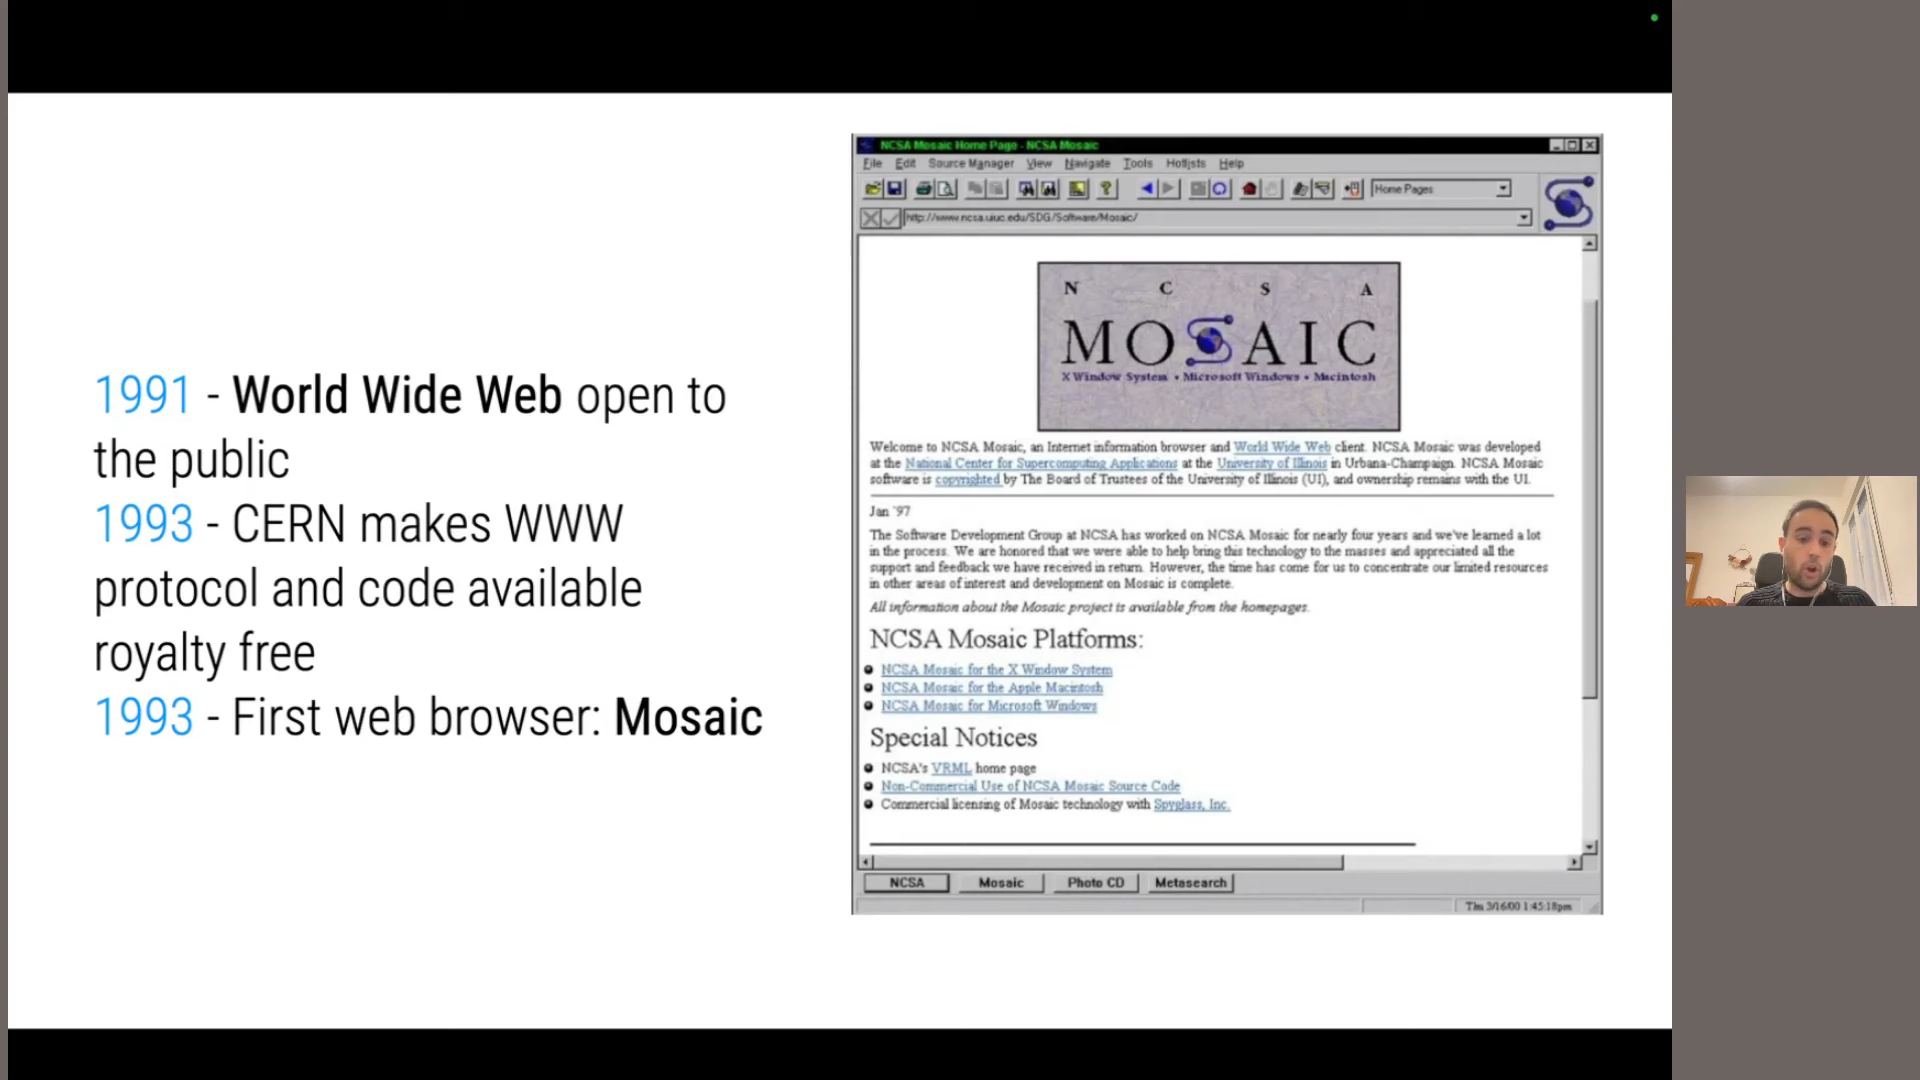 1991 - World Wide Web open to
the public
1993 - CERN makes WWW
protocol and code available
royalty free
1993 - First web browser: Mosaic
NCSA Mosaic Home Page - NCSA Mosaic
File Edit Source Manager View Navigate Tools Hotlists Help
Home Pages
http://www.ncsa.uiuc.edu/SDG/Software/Mosaic/
N C S A
MOSAIC
X Window System • Microsoft Windows • Macintosh
Welcome to NCSA Mosaic, an Internet information browser and World Wide Web client. NCSA Mosaic was developed
at the National Center for Supercomputing Applications at the University of Illinois in Urbana-Champaign. NCSA Mosaic
software is copyrighted by The Board of Trustees of the University of Illinois (UI), and ownership remains with the UI.
Jan '97
The Software Development Group at NCSA has worked on NCSA Mosaic for nearly four years and we've learned a lot
in the process. We are honored that we were able to help bring this technology to the masses and appreciated all the
support and feedback we have received in return. However, the time has come for us to concentrate our limited resources
in other areas of interest and development on Mosaic is complete.
All information about the Mosaic project is available from the homepages.
NCSA Mosaic Platforms:
NCSA Mosaic for the X Window System
NCSA Mosaic for the Apple Macintosh
NCSA Mosaic for Microsoft Windows
Special Notices
NCSA's VRML home page
Non-Commercial Use of NCSA Mosaic Source Code
Commercial licensing of Mosaic technology with Spyglass, Inc.
NCSA Mosaic Photo CD Metasearch
Thu 3/16/00 1:45:18pm